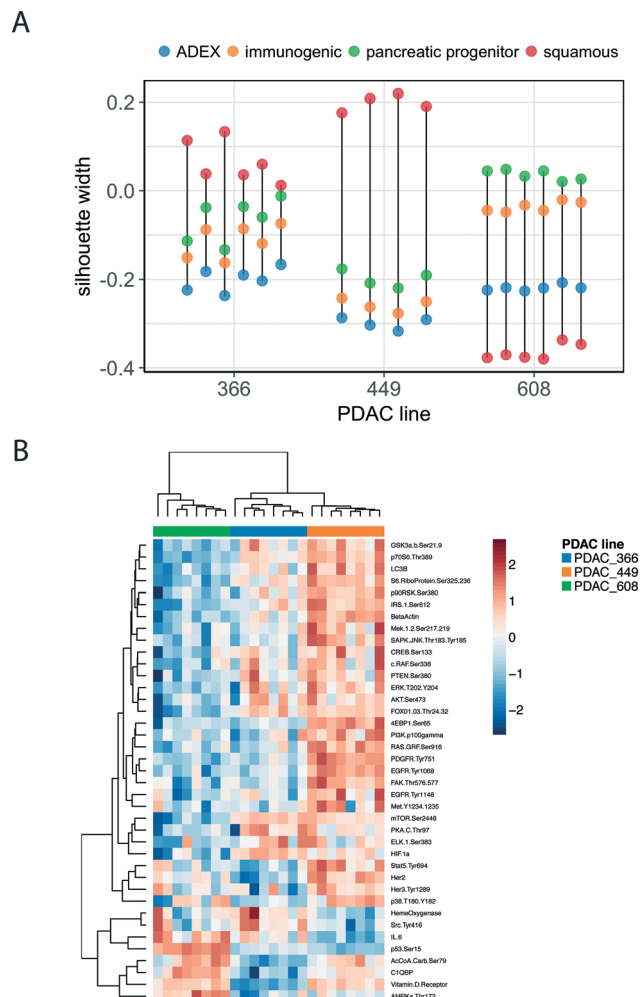 A
ADEX immunogenic pancreatic progenitor squamous
silhouette width
0.2
0.0
-0.2
-0.4
366 449 608
PDAC line
B
GSK3a.b.Ser21.9
p70S6.Thr389
LC3B
S6.RiboProtein.Ser325.236
p90RSK.Ser380
IRS.1.Ser612
BetaActin
Mek.1.2.Ser217.219
SAPK.JNK.Thr183.Tyr185
CREB.Ser133
c.RAF.Ser338
PTEN.Ser380
ERK.T202.Y204
AKT.Ser473
FOX01.03.Thr24.32
4EBP1.Ser65
PI3K.p100gamma
RAS.GRF.Ser916
PDGFR.Tyr751
EGFR.Tyr1068
FAK.Thr576.577
EGFR.Tyr1148
Met.Y1234.1235
mTOR.Ser2448
PKA.C.Thr97
ELK.1.Ser383
HIF.1a
Stat5.Tyr694
Her2
Her3.Tyr1289
p38.T180.Y182
HemeOxygenase
Src.Tyr416
IL.6
p53.Ser15
AcCoA.Carb.Ser79
C1QBP
Vitamin.D.Receptor
AMPKa.Thr172
2
1
0
−1
−2
PDAC line
PDAC_366
PDAC_449
PDAC_608